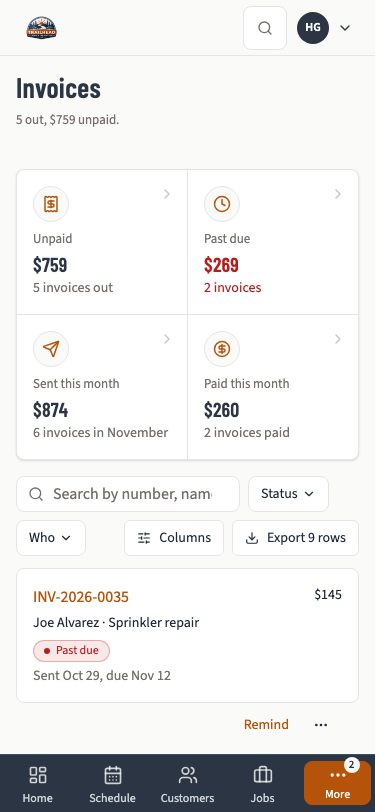 TRAILHEAD
HG
Invoices
5 out, $759 unpaid.
Unpaid
$759
5 invoices out
Past due
$269
2 invoices
Sent this month
$874
6 invoices in November
Paid this month
$260
2 invoices paid
Search by number, nam
Status
Who
Columns
Export 9 rows
INV-2026-0035
$145
Joe Alvarez · Sprinkler repair
Past due
Sent Oct 29, due Nov 12
Remind
Home
Schedule
Customers
Jobs
2
More